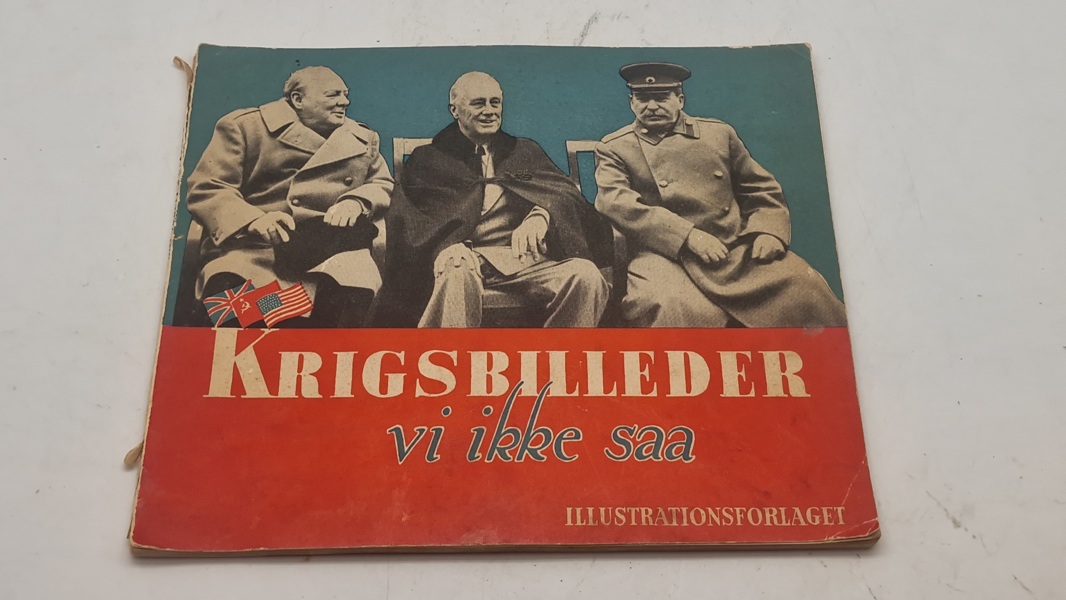 KRIGSBILLEDER
vi ikke saa
ILLUSTRATIONSFORLAGET